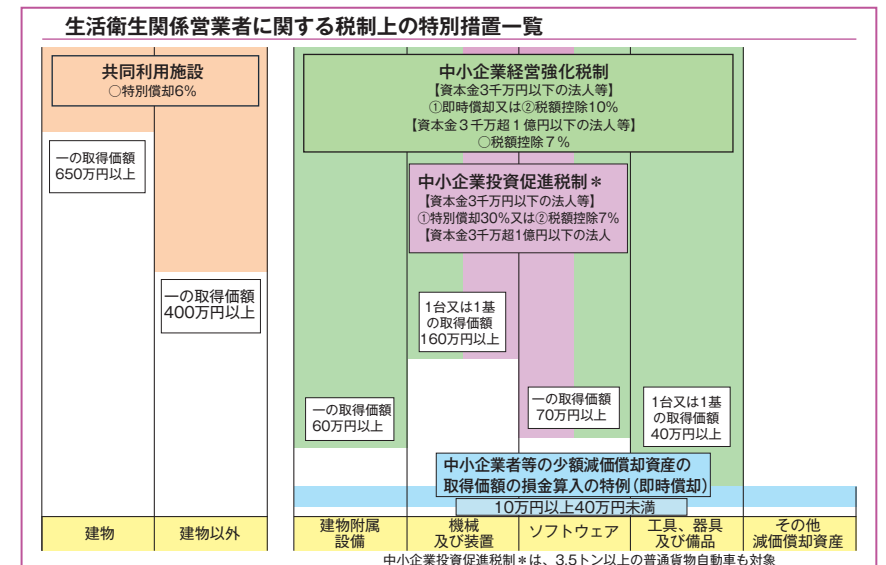 生活衛生関係営業者に関する税制上の特別措置一覧
共同利用施設
○特別償却6%
一の取得価額
650万円以上
一の取得価額
400万円以上
中小企業経営強化税制
【資本金3千万円以下の法人等】
①即時償却又は②税額控除10%
【資本金３千万超１億円以下の法人等】
○税額控除７%
中小企業投資促進税制＊
【資本金3千万円以下の法人等】
①特別償却30%又は②税額控除7%
【資本金3千万超1億円以下の法人
1台又は1基
の取得価額
160万円以上
一の取得価額
60万円以上
一の取得価額
70万円以上
1台又は1基
の取得価額
40万円以上
中小企業者等の少額減価償却資産の
取得価額の損金算入の特例（即時償却）
10万円以上40万円未満
建物
建物以外
建物附属
設備
機械
及び装置
ソフトウェア
工具、器具
及び備品
その他
減価償却資産
中小企業投資促進税制＊は、3.5トン以上の普通貨物自動車も対象